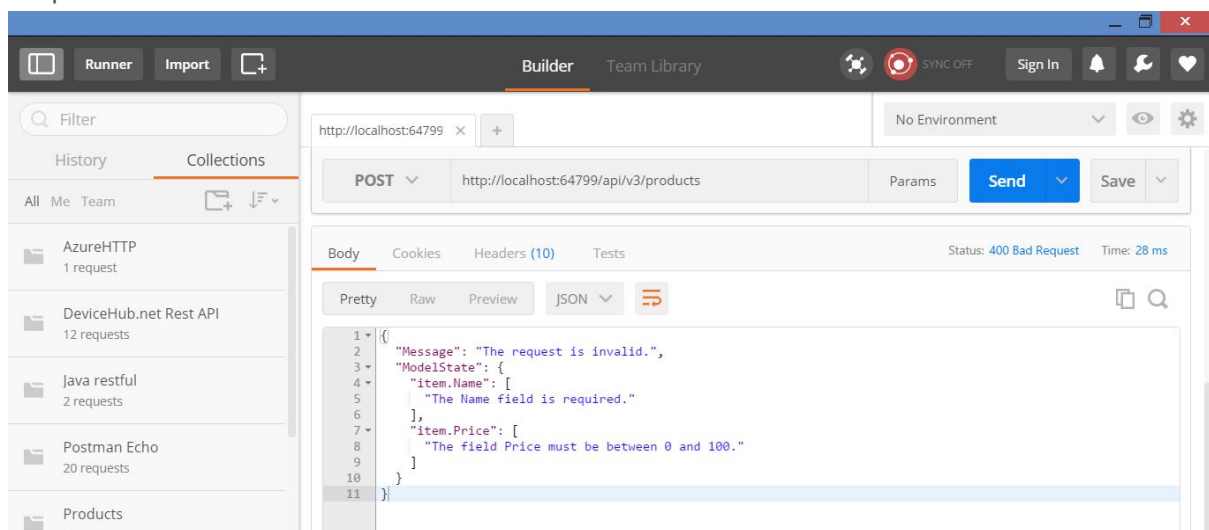 Runner Import Builder Team Library SYNC OFF Sign In
Filter
http://localhost:64799 No Environment
History Collections
POST http://localhost:64799/api/v3/products Params Send Save
All Me Team
AzureHTTP
1 request
Body Cookies Headers (10) Tests Status: 400 Bad Request Time: 28 ms
Pretty Raw Preview JSON
DeviceHub.net Rest API
12 requests
Java restful
2 requests
Postman Echo
20 requests
Products
1 {
2 "Message": "The request is invalid.",
3 "ModelState": {
4 "item.Name": [
5 "The Name field is required."
6 ],
7 "item.Price": [
8 "The field Price must be between 0 and 100."
9 ]
10 }
11 }